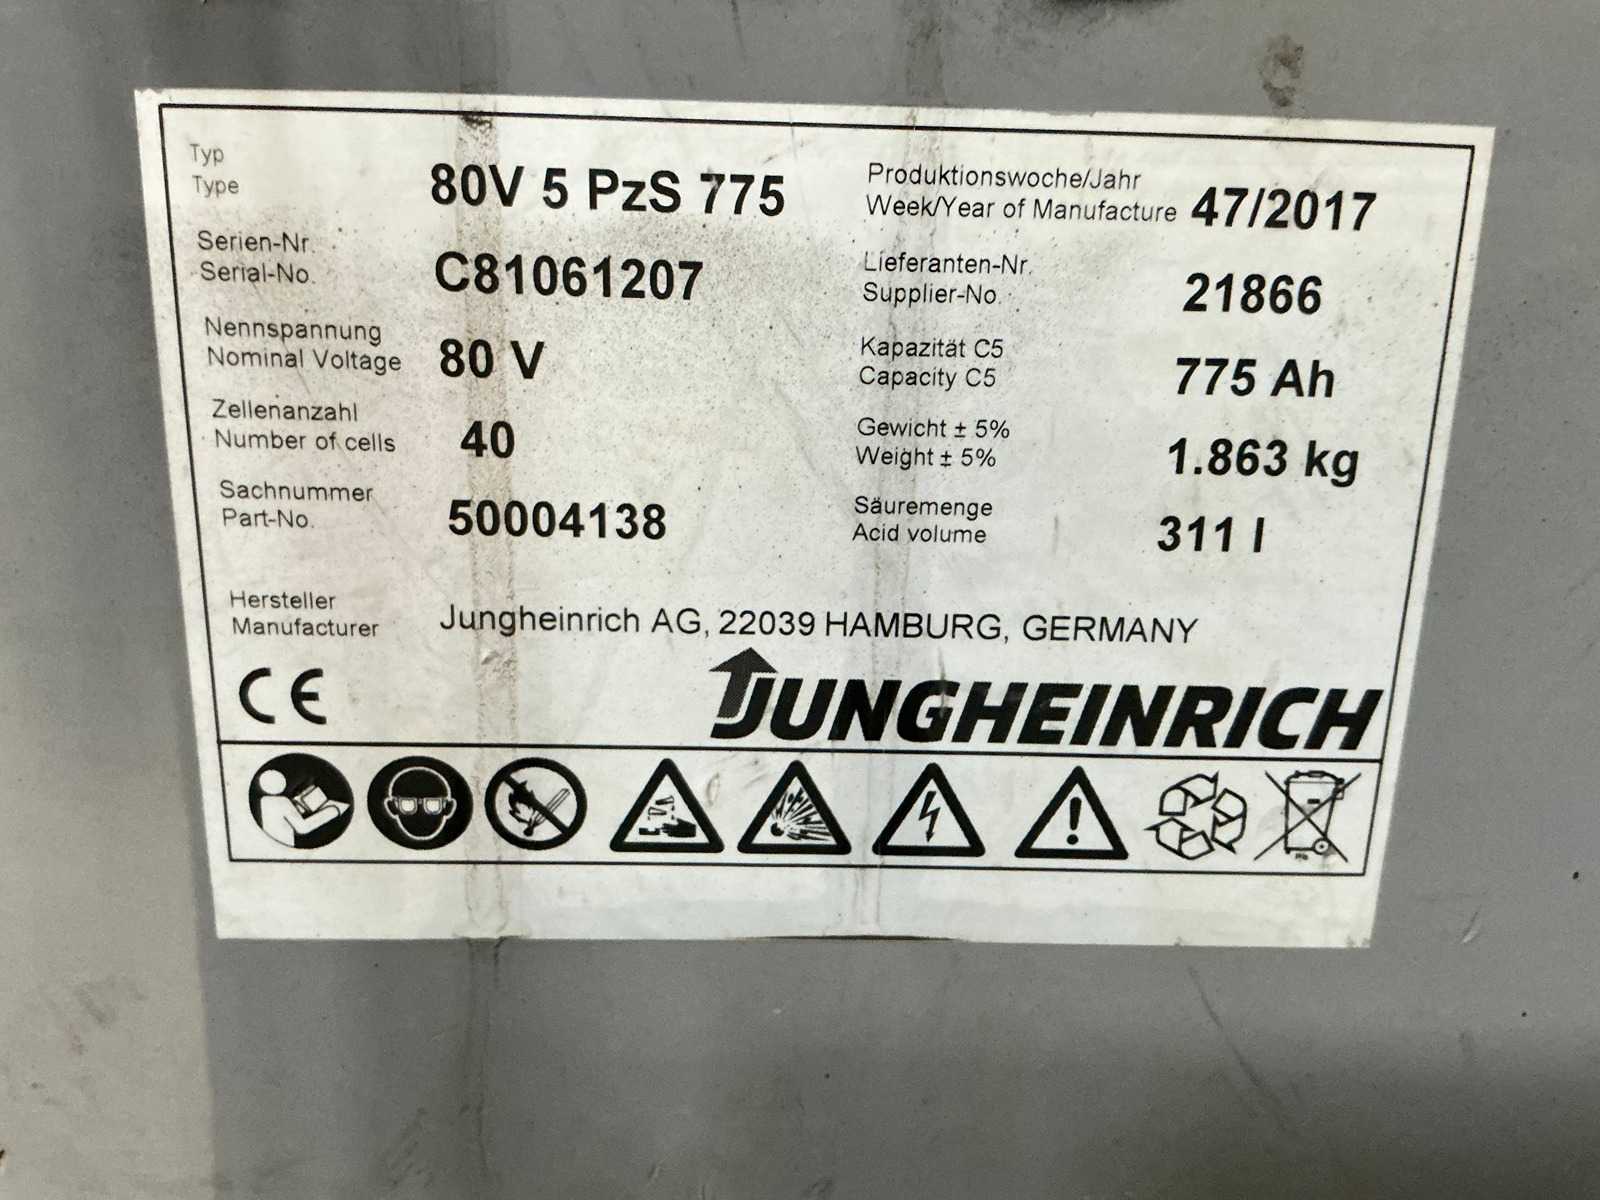 Typ
Type 80V 5 PzS 775
Produktionswoche/Jahr
Week/Year of Manufacture 47/2017
Serien-Nr.
Serial-No. C81061207
Lieferanten-Nr.
Supplier-No. 21866
Nennspannung
Nominal Voltage 80 V
Kapazität C5
Capacity C5 775 Ah
Zellenanzahl
Number of cells 40
Gewicht ± 5%
Weight ± 5% 1.863 kg
Sachnummer
Part-No. 50004138
Säuremenge
Acid volume 311 l
Hersteller
Manufacturer Jungheinrich AG, 22039 HAMBURG, GERMANY
CE
JUNGHEINRICH
Pb